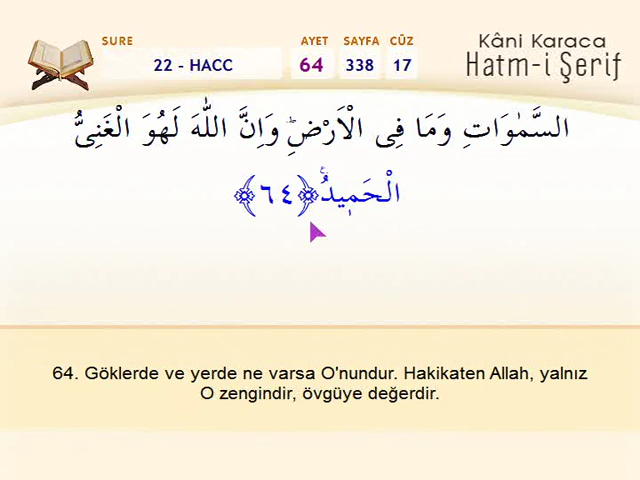 SURE AYET SAYFA CÜZ
22 - HACC 64 338 17
Kâni Karaca
Hatm-i Şerif
السَّمٰوَاتِ وَمَا فِى الْاَرْضِۜ وَاِنَّ اللّٰهَ لَهُوَ الْغَنِىُّ
الْحَم۪يدُ۟ ﴿٦٤﴾
64. Göklerde ve yerde ne varsa O'nundur. Hakikaten Allah, yalnız
O zengindir, övgüye değerdir.